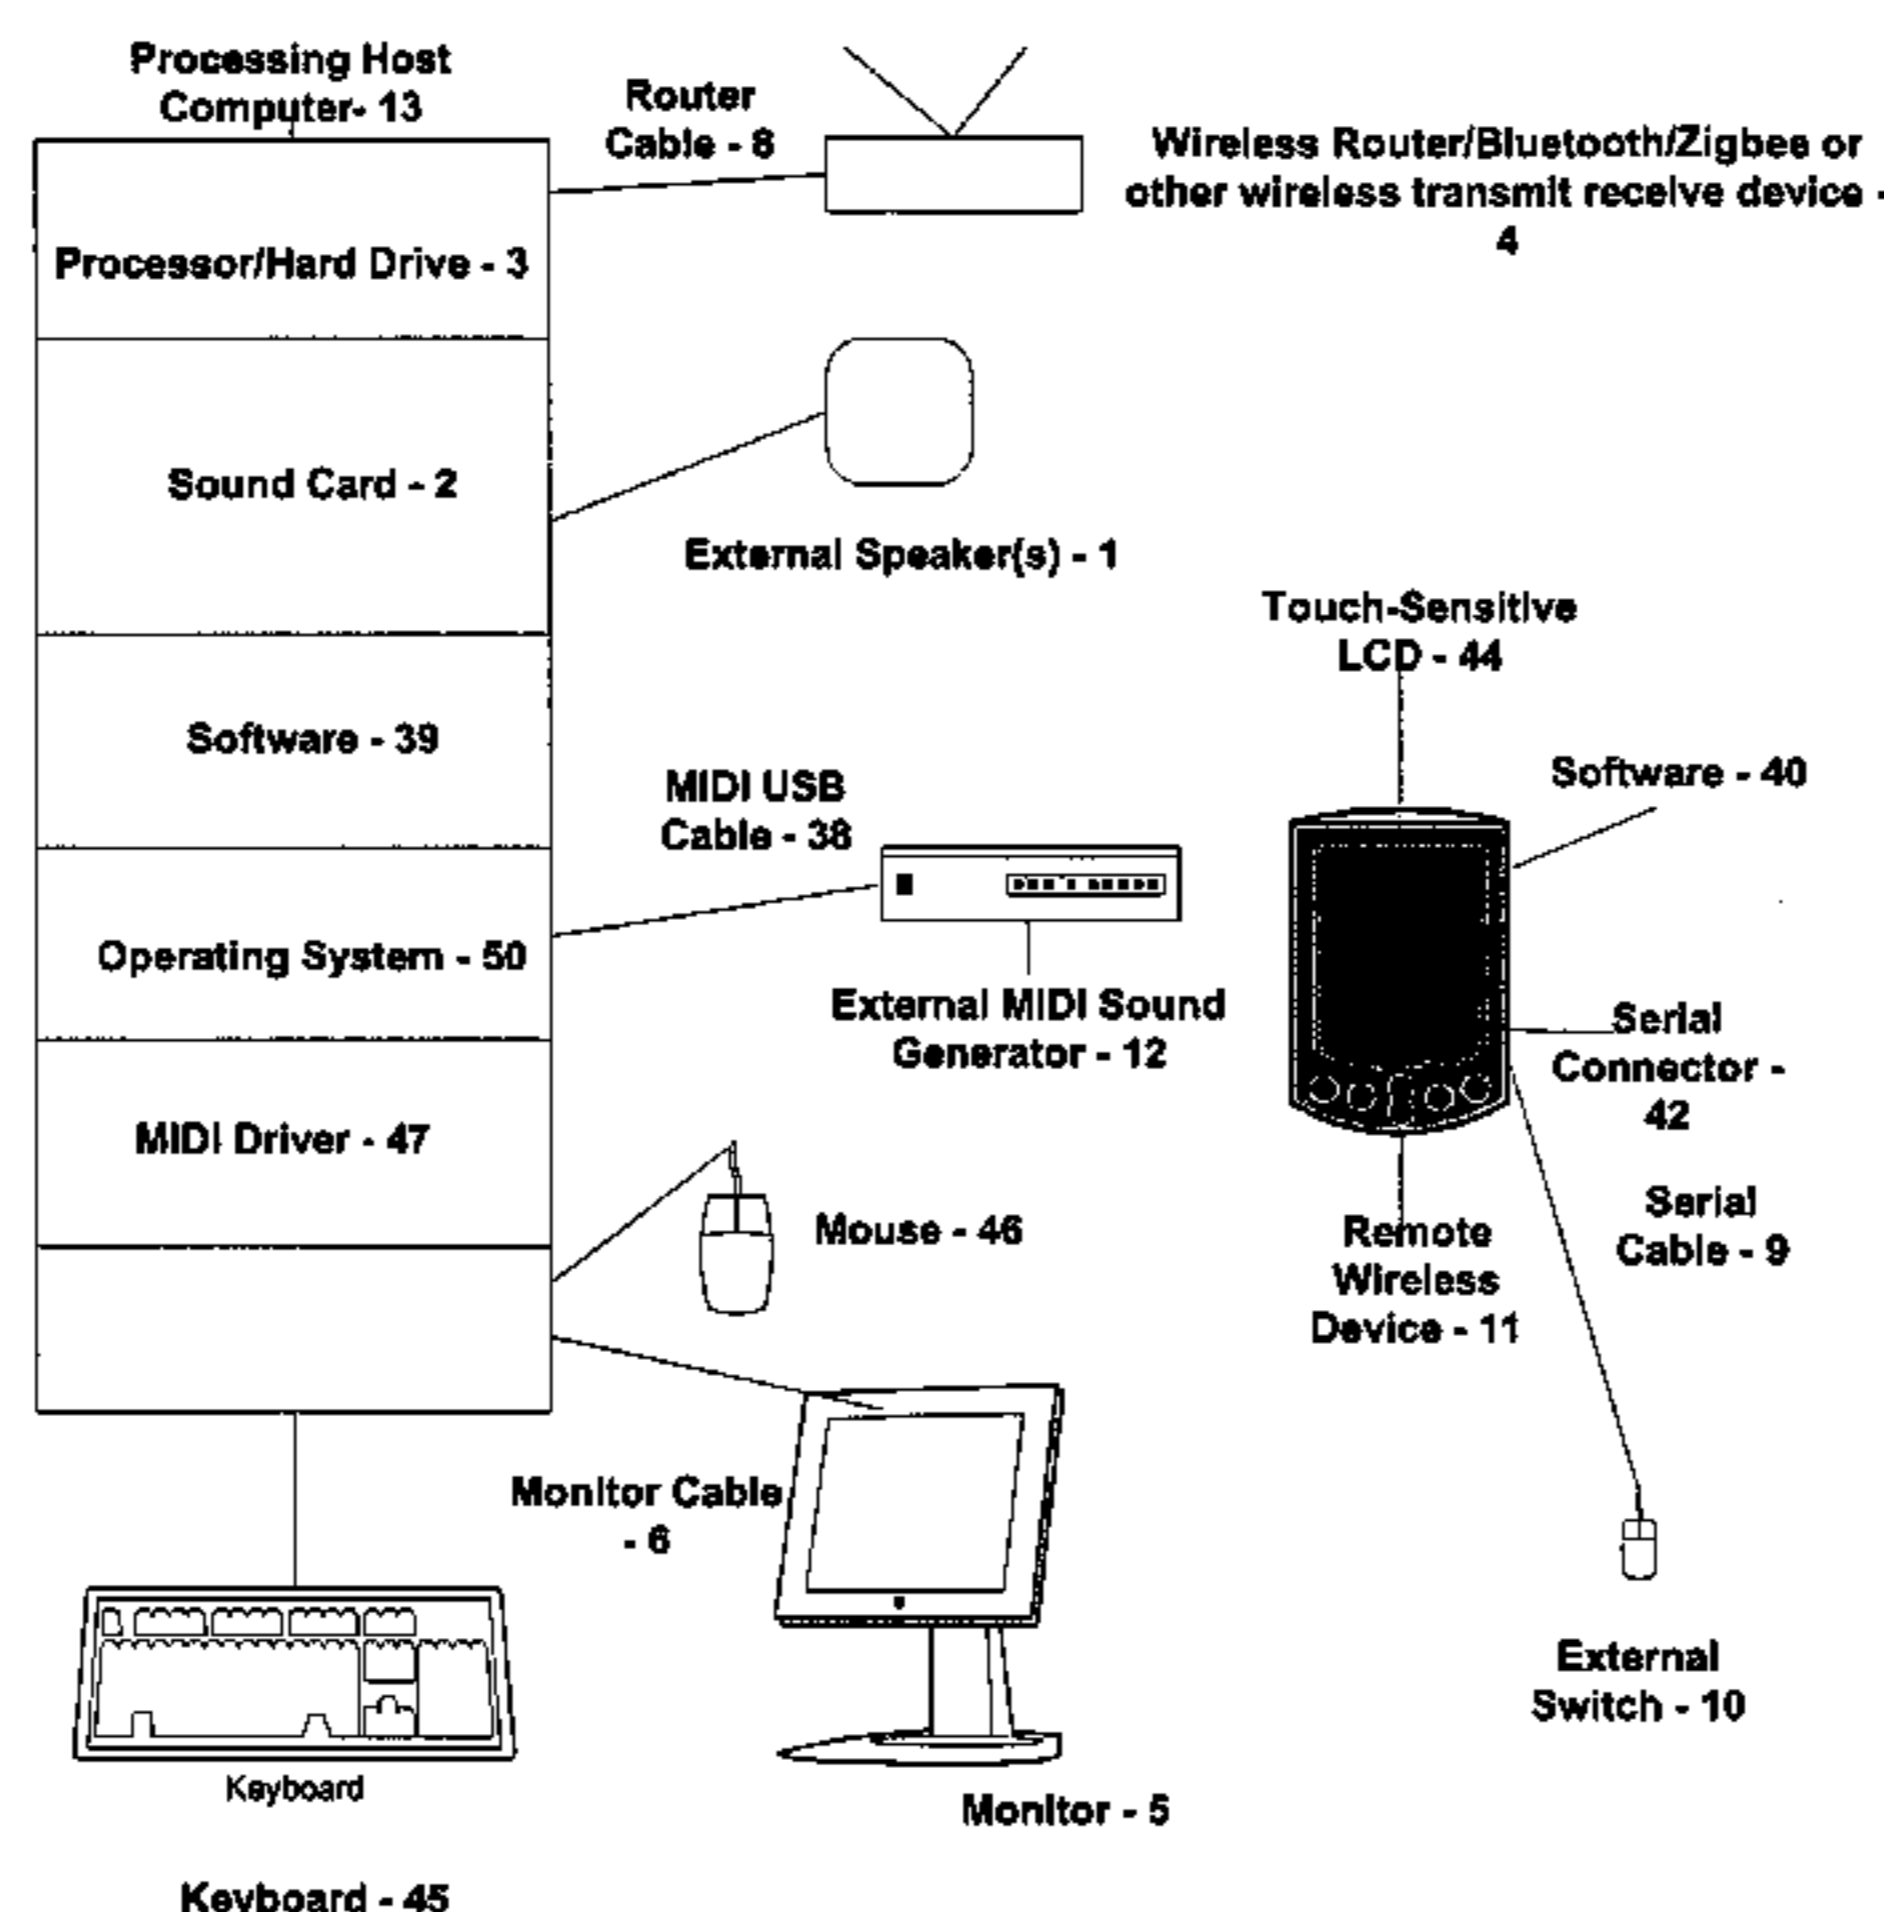 Processing Host
Computer- 13
Router
Cable - 8
Wireless Router/Bluetooth/Zigbee or
other wireless transmit receive device -
4
Processor/Hard Drive - 3
Sound Card - 2
External Speaker(s) - 1
Touch-Sensitive
LCD - 44
Software - 39
Software - 40
MIDI USB
Cable - 38
Operating System - 50
External MIDI Sound
Generator - 12
Serial
Connector -
42
MIDI Driver - 47
Mouse - 46
Remote
Wireless
Device - 11
Serial
Cable - 9
Monitor Cable
- 6
External
Switch - 10
Keyboard
Monitor - 5
Keyboard - 45